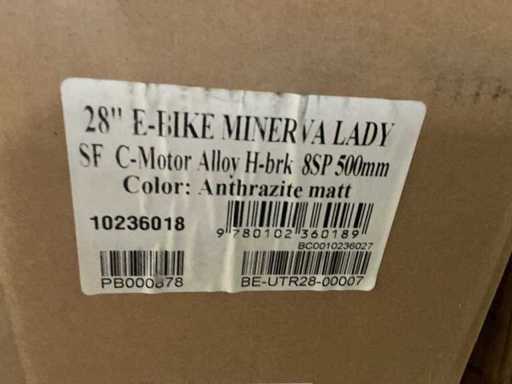 28" E-BIKE MINERVA LADY
SF C-Motor Alloy H-brk 8SP 500mm
Color: Anthrazite matt
10236018
9 780102 360189
BC0010236027
PB000878
BE-UTR28-00007